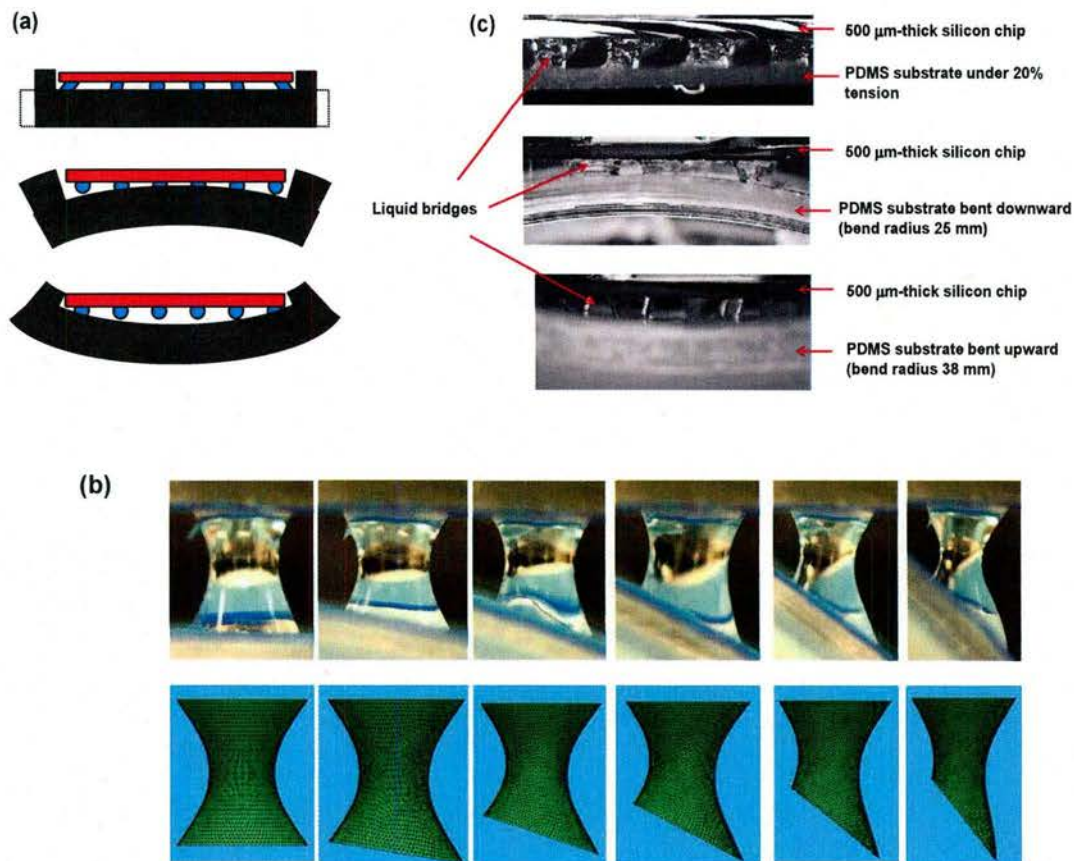 (a)
(c)
500 μm-thick silicon chip
PDMS substrate under 20%
tension
500 μm-thick silicon chip
Liquid bridges
PDMS substrate bent downward
(bend radius 25 mm)
500 μm-thick silicon chip
PDMS substrate bent upward
(bend radius 38 mm)
(b)